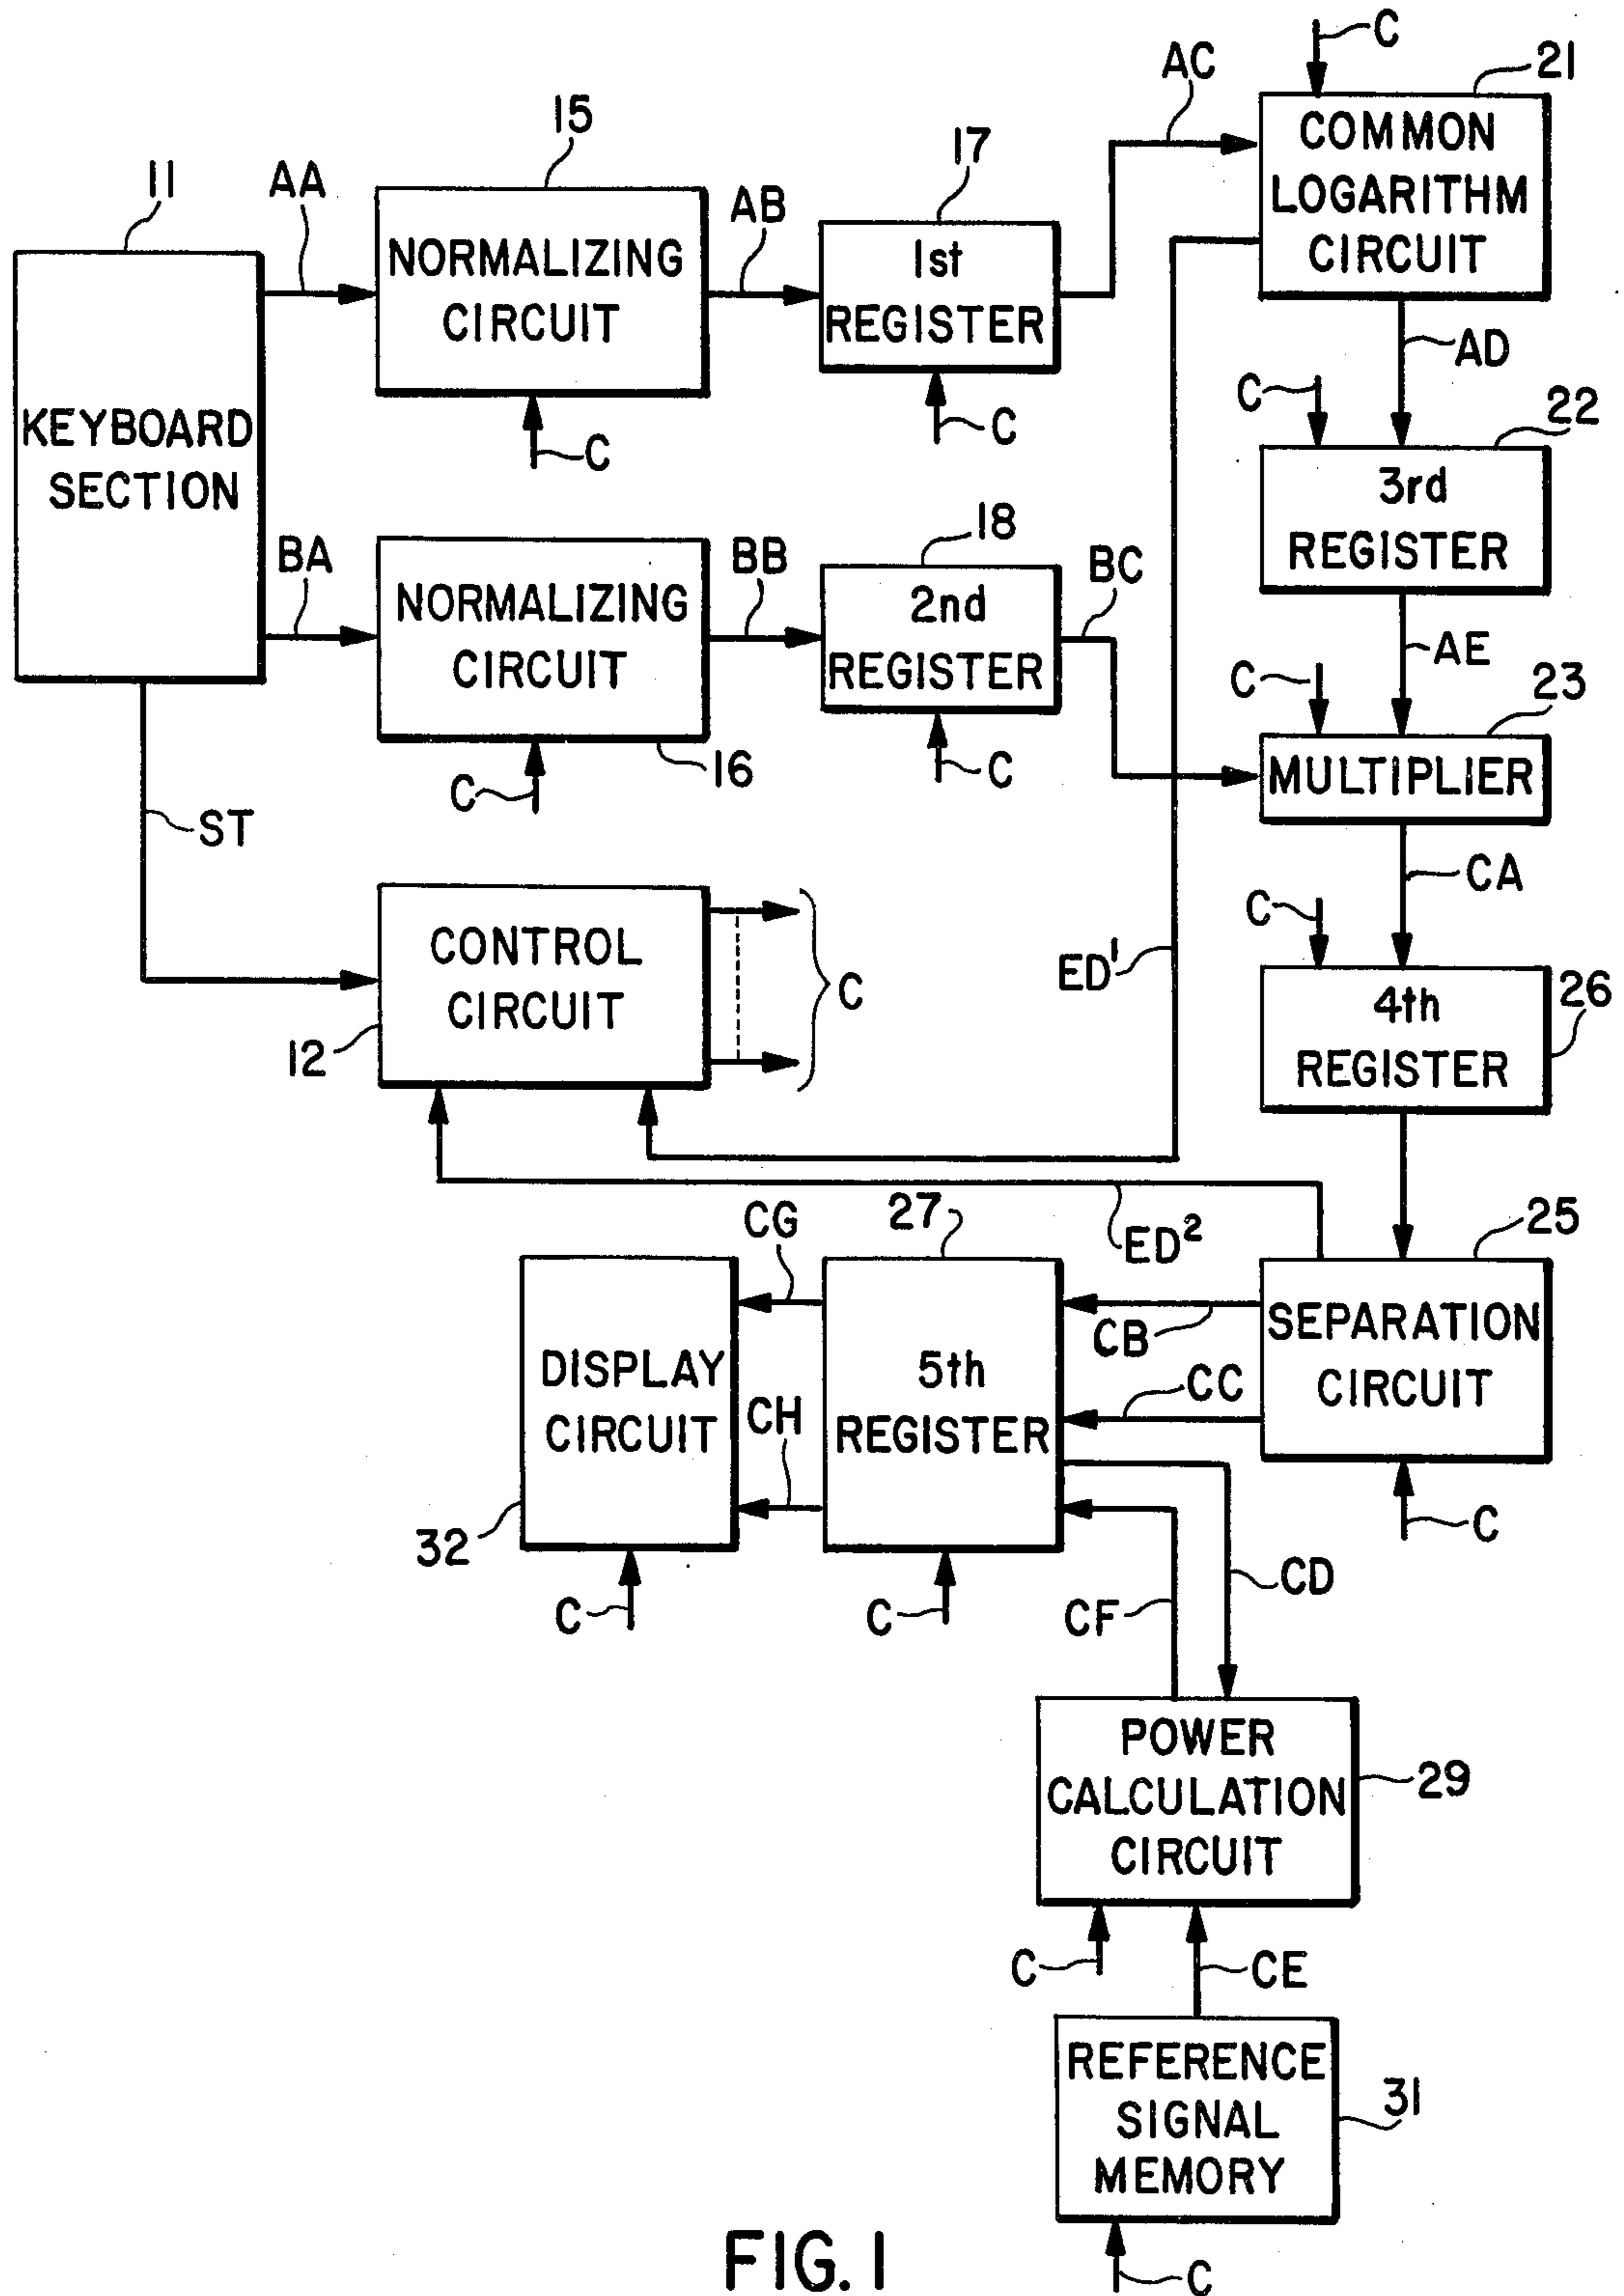 C
AC
21
15
17
COMMON
LOGARITHM
CIRCUIT
11
AA
AB
NORMALIZING
CIRCUIT
1st
REGISTER
AD
KEYBOARD
SECTION
C
C
C
22
3rd
REGISTER
18
BA
BB
BC
NORMALIZING
CIRCUIT
2nd
REGISTER
AE
C
23
16
C
C
MULTIPLIER
ST
CA
C
CONTROL
CIRCUIT
C
ED1
26
12
4th
REGISTER
CG
27
ED2
25
DISPLAY
CIRCUIT
CH
5th
REGISTER
CB
CC
SEPARATION
CIRCUIT
32
C
C
C
CF
CD
POWER
CALCULATION
CIRCUIT
29
C
CE
REFERENCE
SIGNAL
MEMORY
31
C
FIG. 1